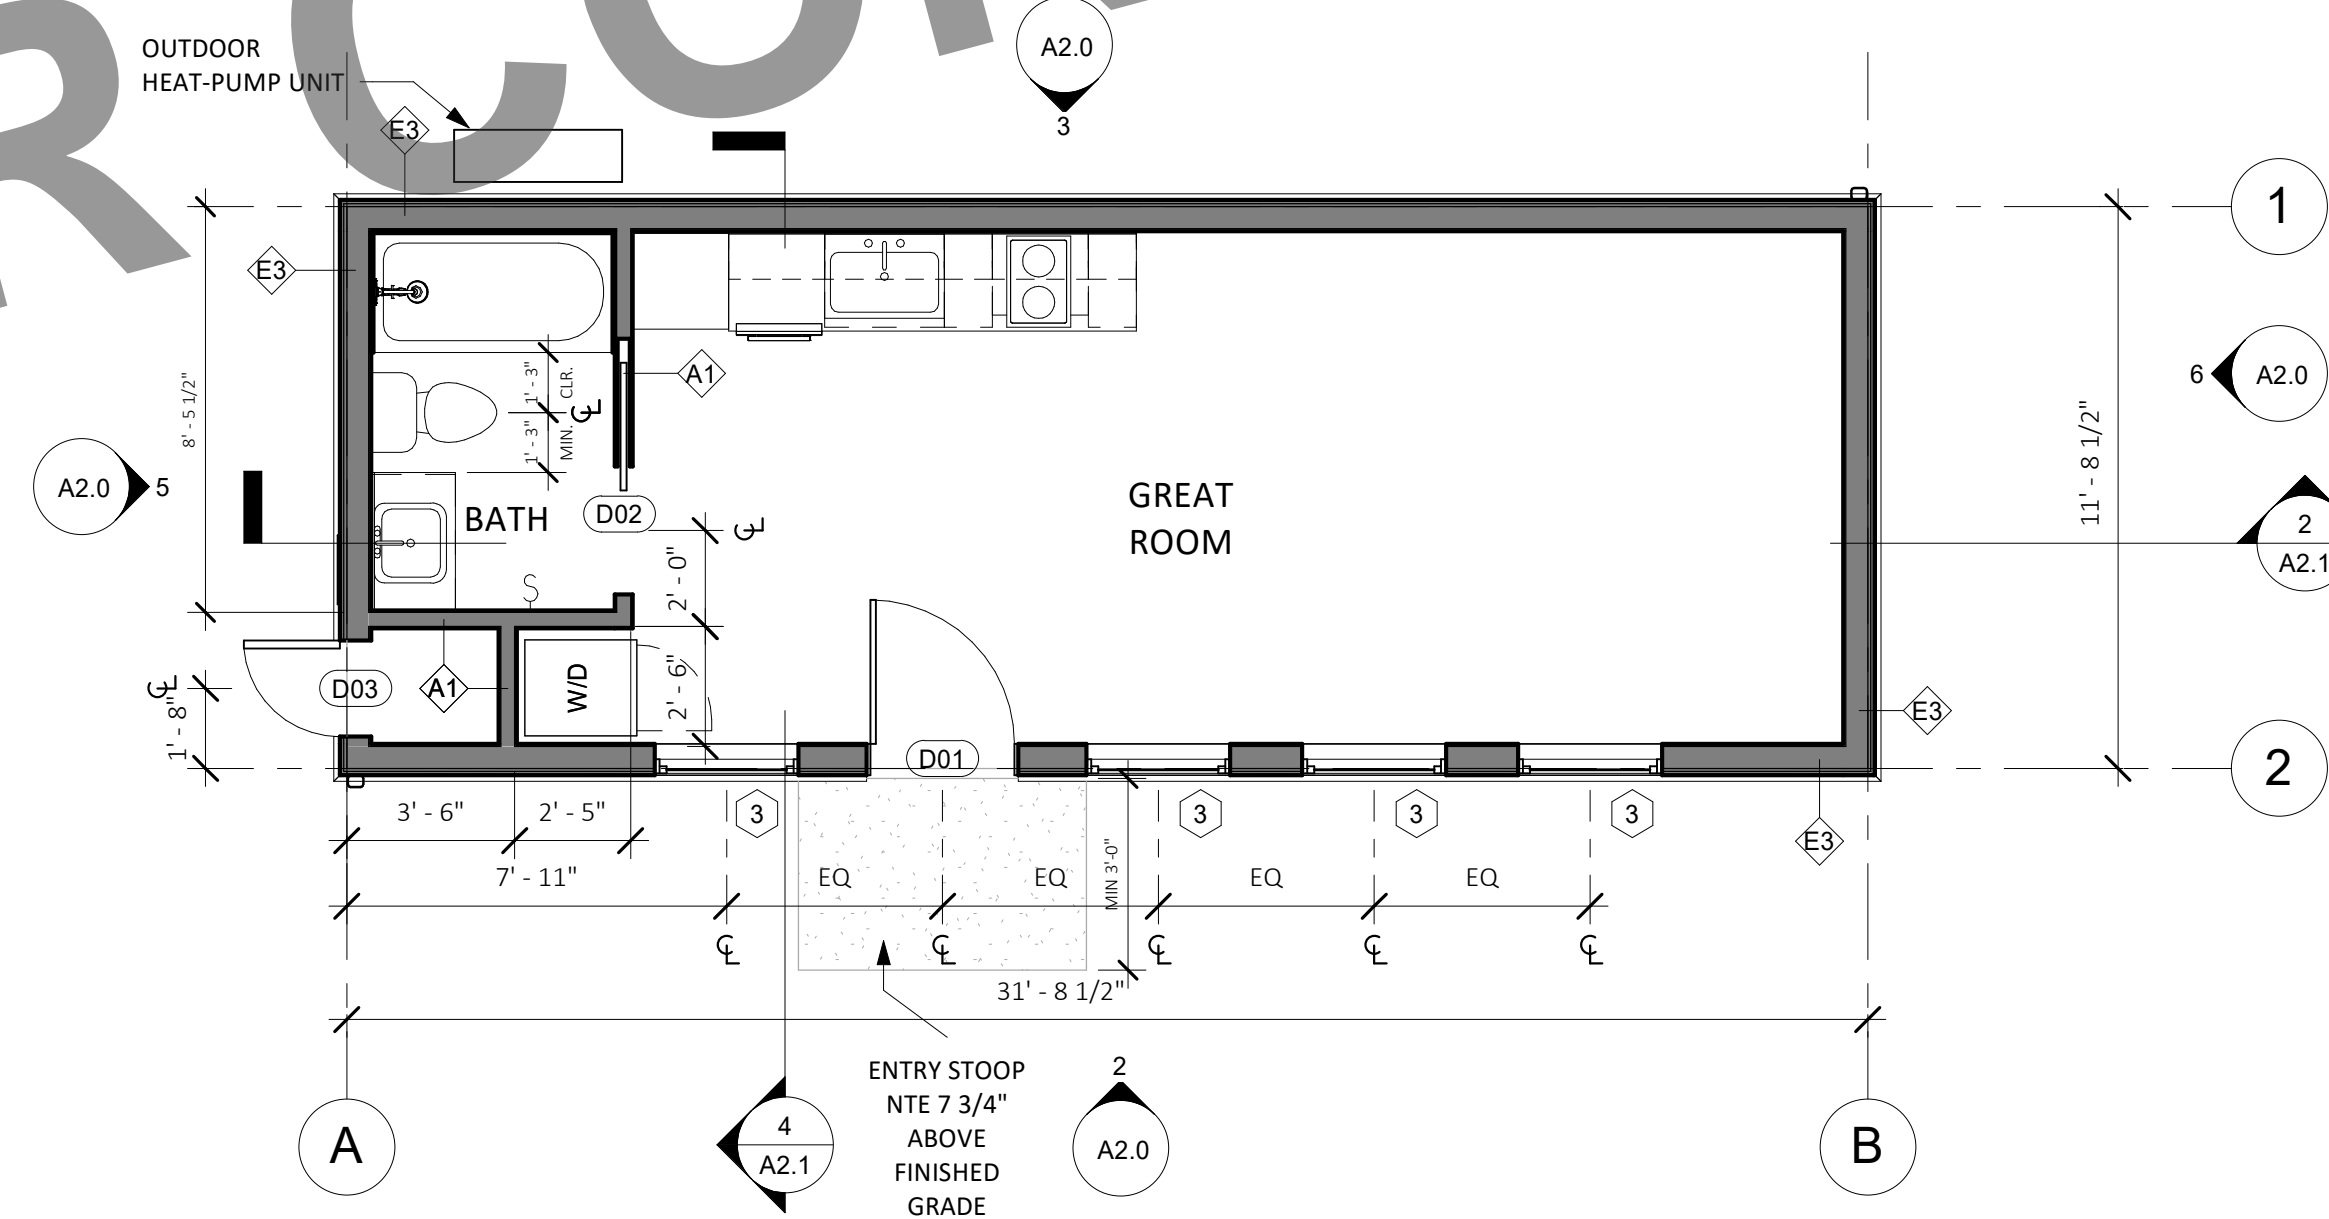 R CON
OUTDOOR
HEAT-PUMP UNIT
A2.0
3
E3
1
E3
A1
1' - 3"
CLR.
℄
1' - 3"
MIN.
8' - 5 1/2"
A2.0
5
6
A2.0
11' - 8 1/2"
GREAT
ROOM
BATH
D02
℄
2
A2.1
S
2' - 0"
D03
A1
W/D
2' - 6"
℄
1' - 8"
E3
D01
2
3' - 6"
2' - 5"
3
3
3
3
E3
7' - 11"
EQ
EQ
MIN 3'-0"
EQ
EQ
℄
℄
℄
℄
℄
31' - 8 1/2"
ENTRY STOOP
NTE 7 3/4"
ABOVE
FINISHED
GRADE
2
A2.0
4
A2.1
A
B